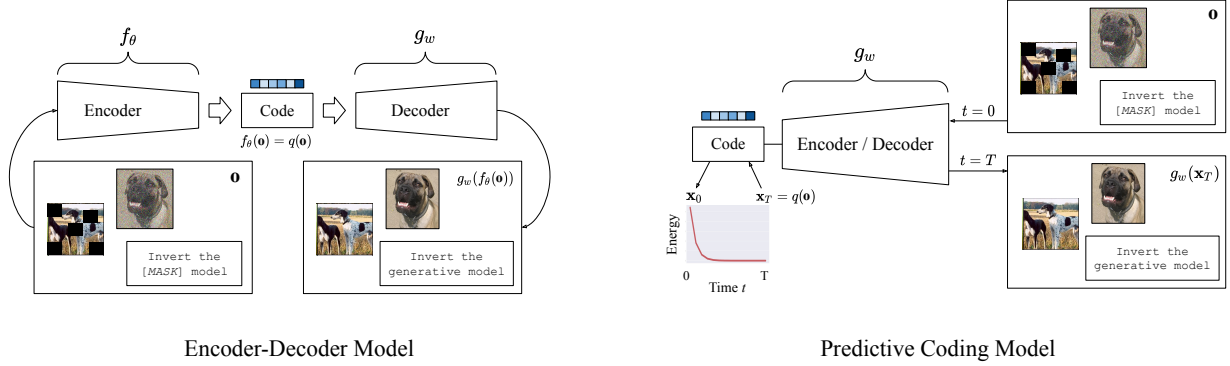 f_θ
g_w
Encoder
Code
Decoder
f_θ(𝐨) = q(𝐨)
𝐨
Invert the
[MASK] model
g_w(f_θ(𝐨))
Invert the
generative model
Encoder-Decoder Model
𝐨
g_w
Invert the
[MASK] model
t = 0
Code
Encoder / Decoder
t = T
g_w(𝐱_T)
𝐱_0
𝐱_T = q(𝐨)
Energy
0
T
Time t
Invert the
generative model
Predictive Coding Model